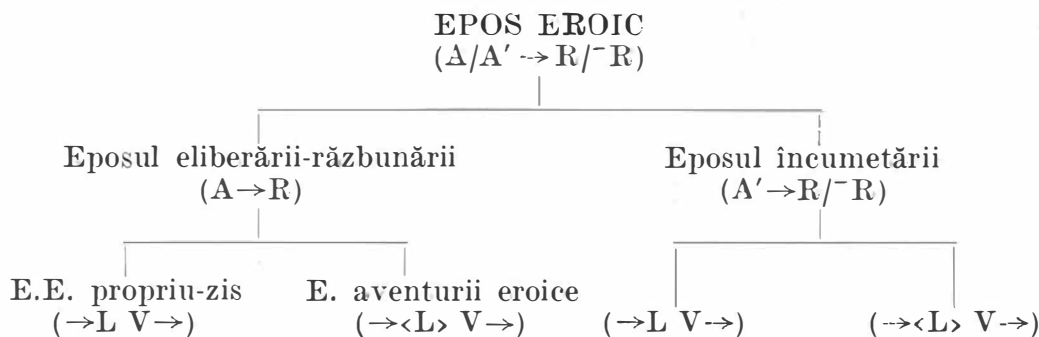 EPOS EROIC
(A/A′ --→ R/⁻R)
Eposul eliberării-răzbunării Eposul încumetării
(A→R) (A′→R/⁻R)
E.E. propriu-zis E. aventurii eroice
(→L V→) (→‹L› V→) (→L V--→) (--→‹L› V--→)